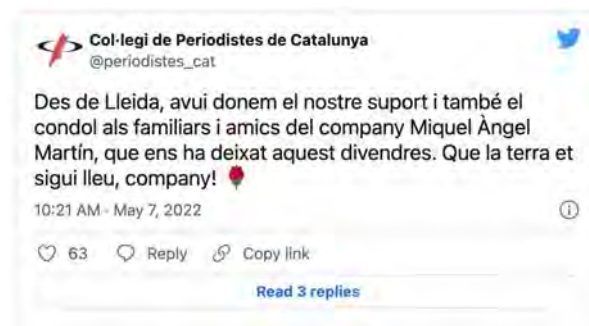 Col·legi de Periodistes de Catalunya
@periodistes_cat
Des de Lleida, avui donem el nostre suport i també el
condol als familiars i amics del company Miquel Àngel
Martín, que ens ha deixat aquest divendres. Que la terra et
sigui lleu, company! 🌹
10:21 AM · May 7, 2022
63 Reply Copy link
Read 3 replies